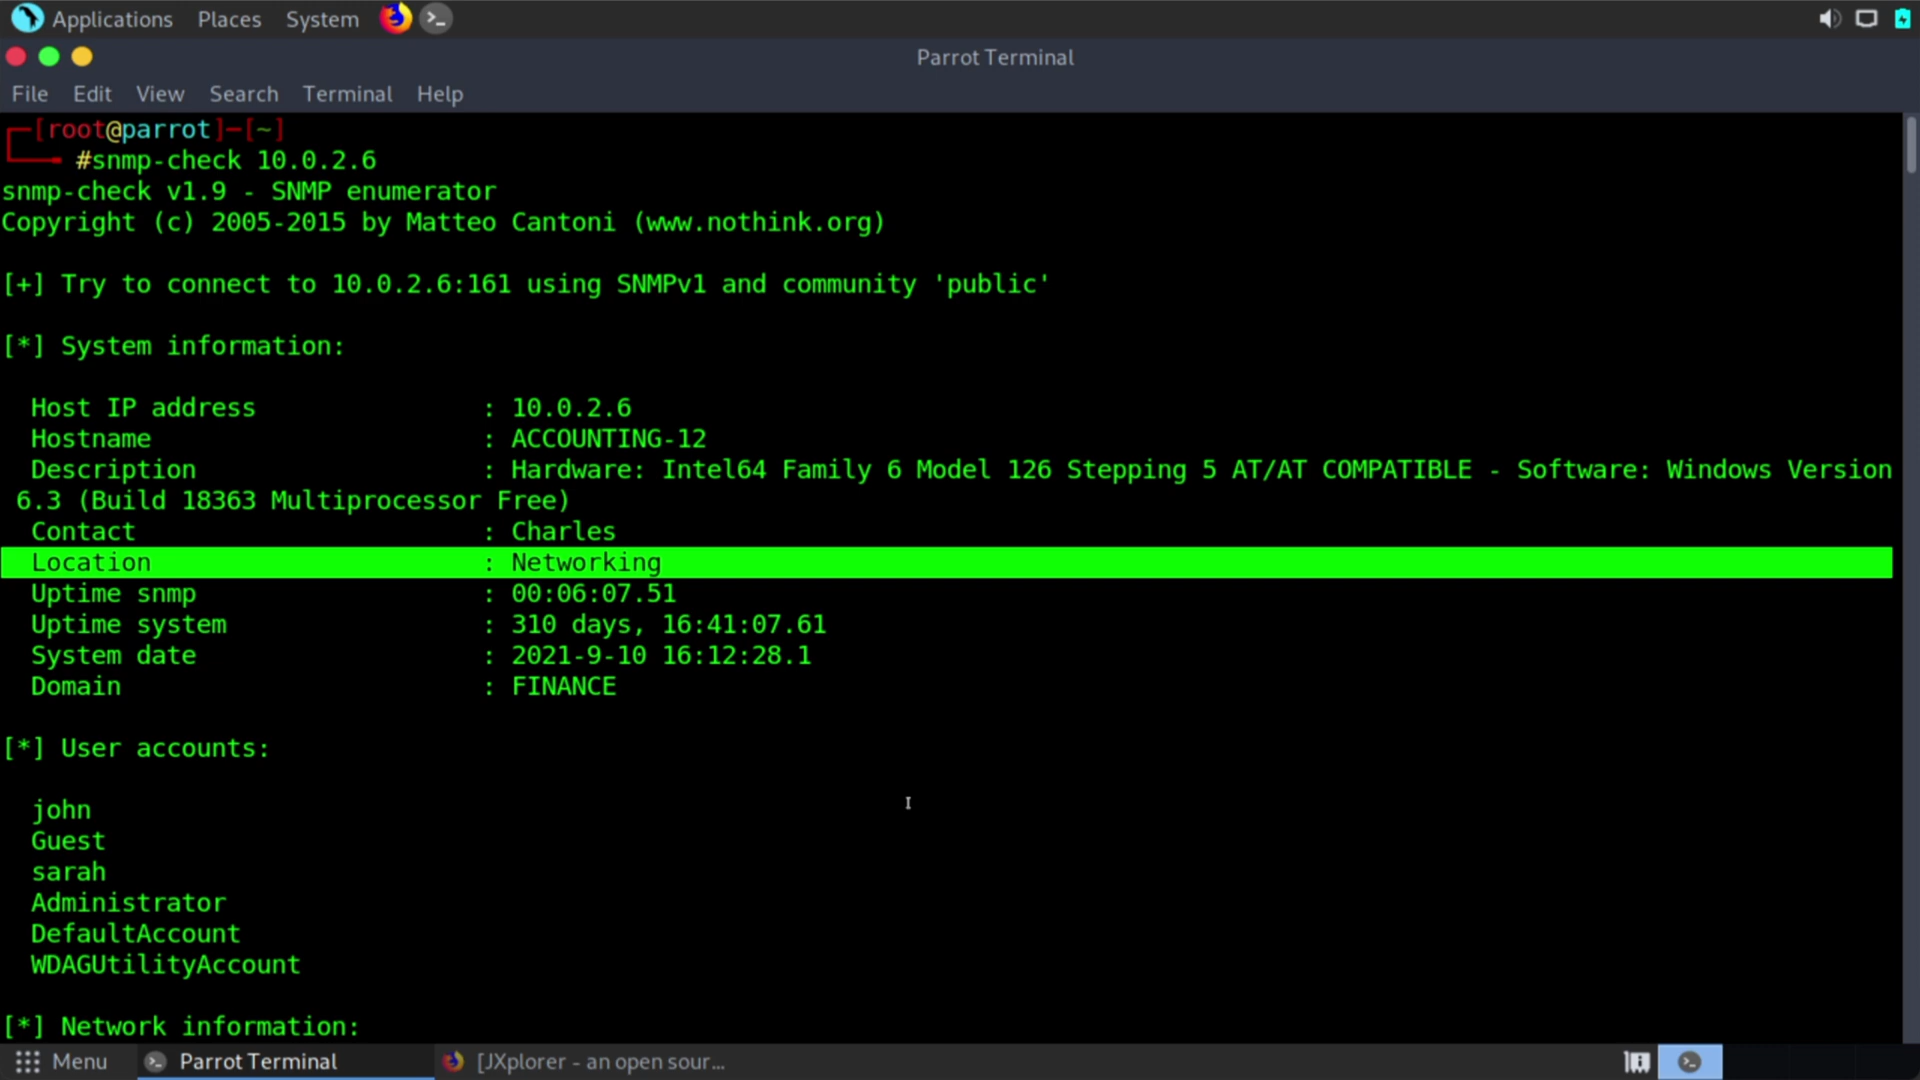 Applications Places System
Parrot Terminal
File Edit View Search Terminal Help
[root@parrot]-[~]
#snmp-check 10.0.2.6
snmp-check v1.9 - SNMP enumerator
Copyright (c) 2005-2015 by Matteo Cantoni (www.nothink.org)
[+] Try to connect to 10.0.2.6:161 using SNMPv1 and community 'public'
[*] System information:
Host IP address : 10.0.2.6
Hostname : ACCOUNTING-12
Description : Hardware: Intel64 Family 6 Model 126 Stepping 5 AT/AT COMPATIBLE - Software: Windows Version
6.3 (Build 18363 Multiprocessor Free)
Contact : Charles
Location : Networking
Uptime snmp : 00:06:07.51
Uptime system : 310 days, 16:41:07.61
System date : 2021-9-10 16:12:28.1
Domain : FINANCE
[*] User accounts:
john
Guest
sarah
Administrator
DefaultAccount
WDAGUtilityAccount
[*] Network information:
Menu Parrot Terminal [JXplorer - an open sour...